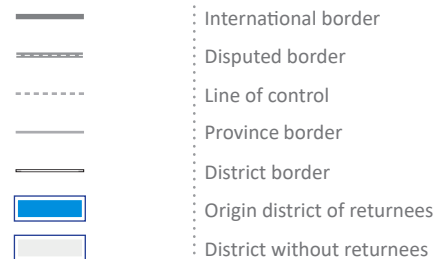 International border
Disputed border
Line of control
Province border
District border
Origin district of returnees
District without returnees